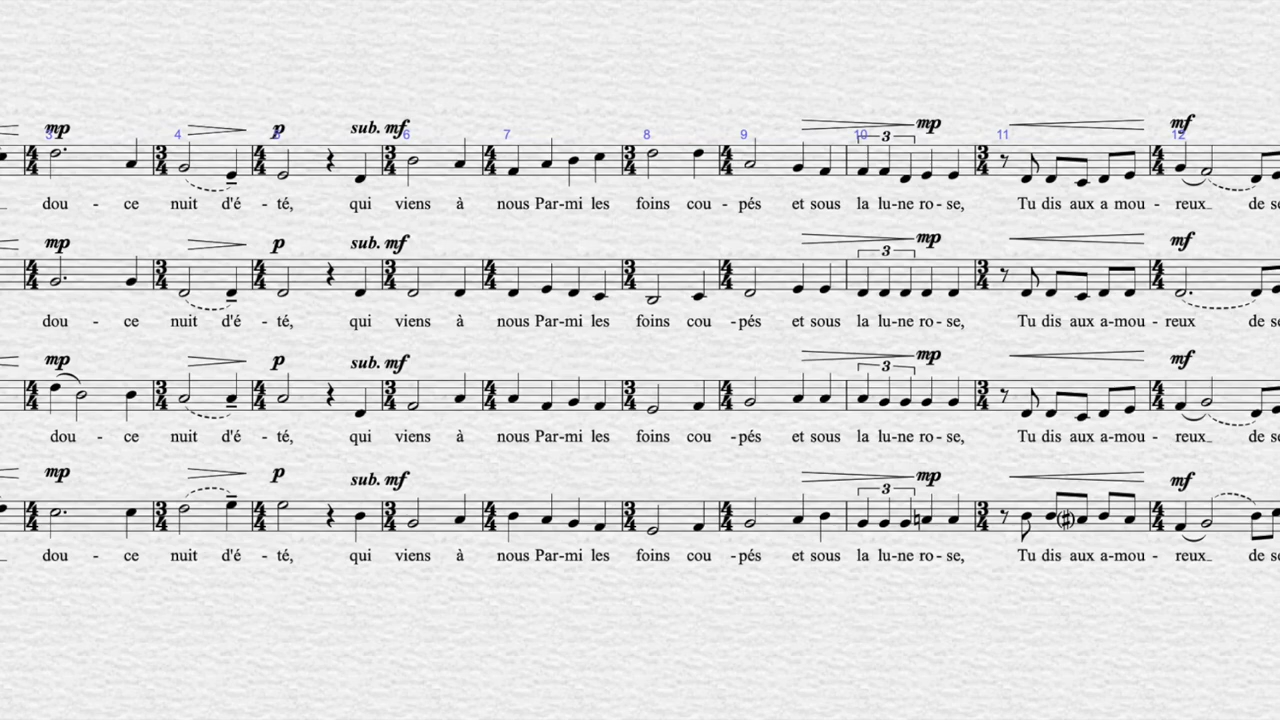 mp p sub. mf mp mf
3 4 5 6 7 8 9 10 11 12
3
dou - ce nuit d'é - té, qui viens à nous Par-mi les foins cou - pés et sous la lu-ne ro - se, Tu dis aux a mou - reux_ de s
mp p sub. mf mp mf
3
dou - ce nuit d'é - té, qui viens à nous Par-mi les foins cou - pés et sous la lu-ne ro - se, Tu dis aux a-mou - reux de s
mp p sub. mf mp mf
3
dou - ce nuit d'é - té, qui viens à nous Par-mi les foins cou - pés et sous la lu-ne ro - se, Tu dis aux a-mou - reux_ de s
mp p sub. mf mp mf
3
dou - ce nuit d'é - té, qui viens à nous Par-mi les foins cou - pés et sous la lu-ne ro - se, Tu dis aux a-mou - reux_ de s